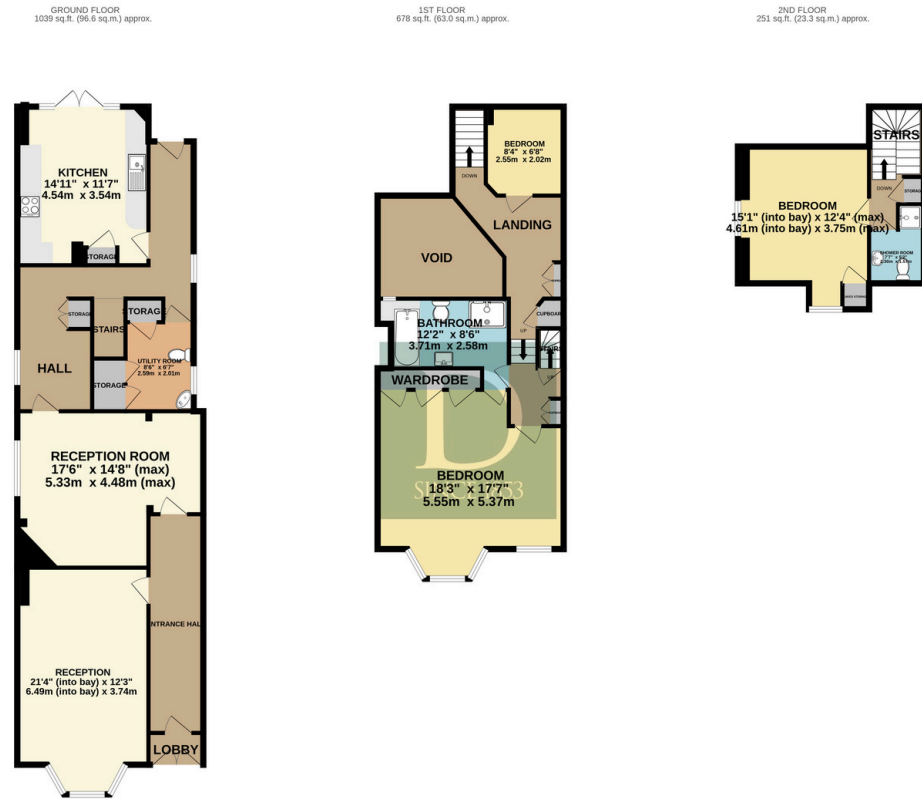 GROUND FLOOR
1039 sq.ft. (96.6 sq.m.) approx.
KITCHEN
14'11" x 11'7"
4.54m x 3.54m
STORAGE
STORAGE
STAIRS
STORAGE
HALL
UTILITY ROOM
8'6" x 6'7"
2.59m x 2.01m
STORAGE
RECEPTION ROOM
17'6" x 14'8" (max)
5.33m x 4.48m (max)
ENTRANCE HALL
RECEPTION
21'4" (into bay) x 12'3"
6.49m (into bay) x 3.74m
LOBBY
1ST FLOOR
678 sq.ft. (63.0 sq.m.) approx.
BEDROOM
8'4" x 6'8"
2.55m x 2.02m
DOWN
LANDING
VOID
CUPBOARD
BATHROOM
12'2" x 8'6"
3.71m x 2.58m
UP
STAIRS
UP
WARDROBE
D
BEDROOM
18'3" x 17'7"
5.55m x 5.37m
2ND FLOOR
251 sq.ft. (23.3 sq.m.) approx.
STAIRS
DOWN
STORAGE
BEDROOM
15'1" (into bay) x 12'4" (max)
4.61m (into bay) x 3.75m (max)
SHOWER ROOM